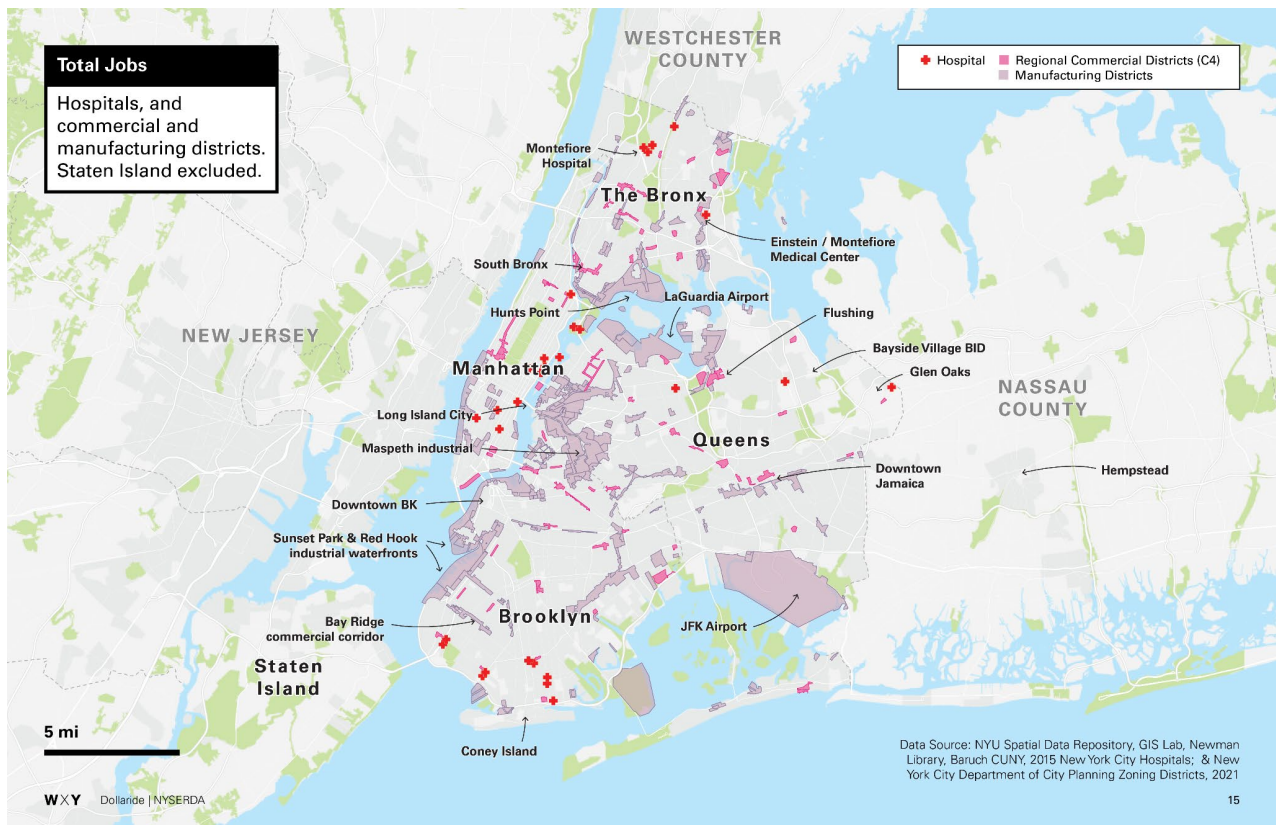 Total Jobs
Hospitals, and
commercial and
manufacturing districts.
Staten Island excluded.
WESTCHESTER
COUNTY
Hospital
Regional Commercial Districts (C4)
Manufacturing Districts
Montefiore
Hospital
The Bronx
Einstein / Montefiore
Medical Center
South Bronx
Hunts Point
LaGuardia Airport
Flushing
NEW JERSEY
Bayside Village BID
Manhattan
Glen Oaks
NASSAU
COUNTY
Long Island City
Queens
Maspeth industrial
Downtown
Jamaica
Hempstead
Downtown BK
Sunset Park & Red Hook
industrial waterfronts
Bay Ridge
commercial corridor
Brooklyn
JFK Airport
Staten
Island
5 mi
Coney Island
Data Source: NYU Spatial Data Repository, GIS Lab, Newman
Library, Baruch CUNY, 2015 New York City Hospitals; & New
York City Department of City Planning Zoning Districts, 2021
WXY Dollaride | NYSERDA
15